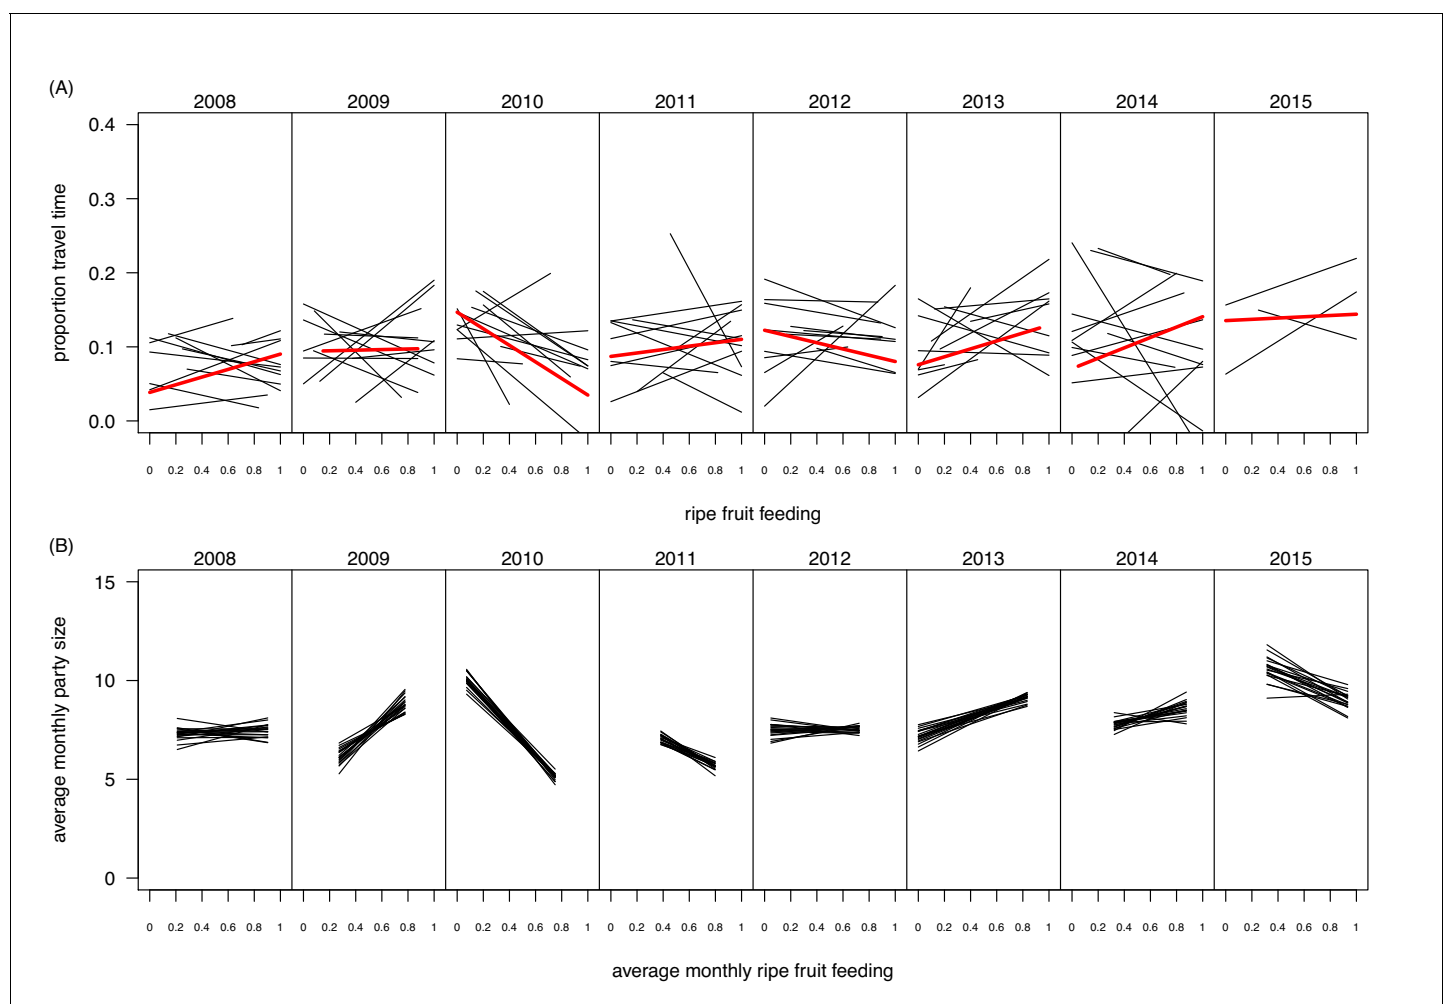 (A)
2008 2009 2010 2011 2012 2013 2014 2015
proportion travel time
0.4
0.3
0.2
0.1
0.0
0 0.2 0.4 0.6 0.8 1 0 0.2 0.4 0.6 0.8 1 0 0.2 0.4 0.6 0.8 1 0 0.2 0.4 0.6 0.8 1 0 0.2 0.4 0.6 0.8 1 0 0.2 0.4 0.6 0.8 1 0 0.2 0.4 0.6 0.8 1 0 0.2 0.4 0.6 0.8 1
ripe fruit feeding
(B)
2008 2009 2010 2011 2012 2013 2014 2015
average monthly party size
15
10
5
0
0 0.2 0.4 0.6 0.8 1 0 0.2 0.4 0.6 0.8 1 0 0.2 0.4 0.6 0.8 1 0 0.2 0.4 0.6 0.8 1 0 0.2 0.4 0.6 0.8 1 0 0.2 0.4 0.6 0.8 1 0 0.2 0.4 0.6 0.8 1 0 0.2 0.4 0.6 0.8 1
average monthly ripe fruit feeding